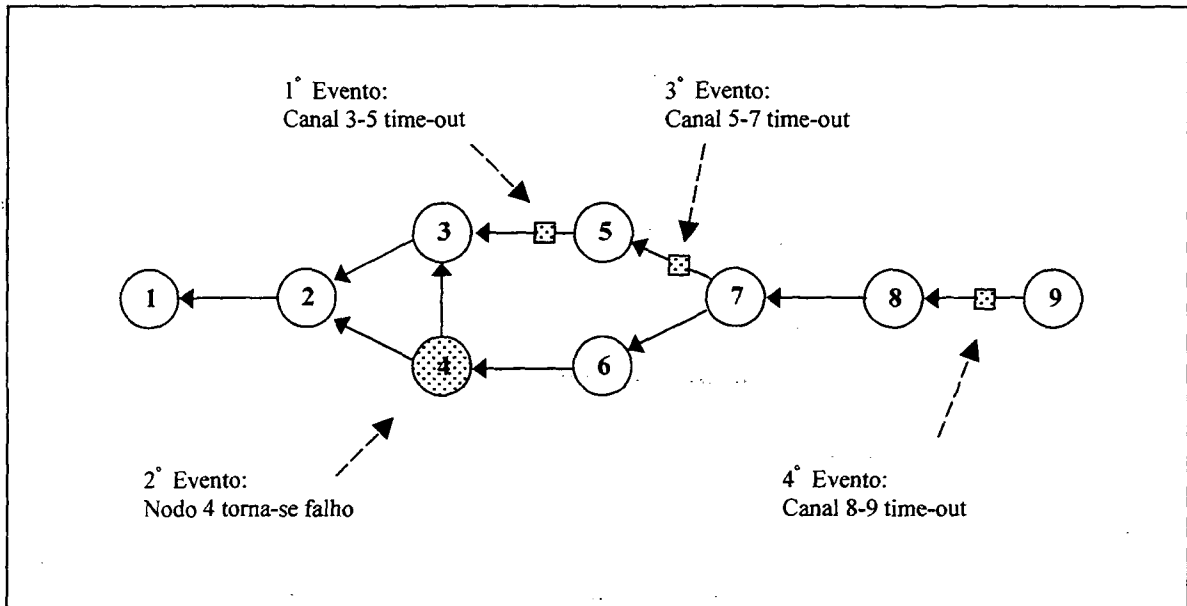 1° Evento:
Canal 3-5 time-out
3° Evento:
Canal 5-7 time-out
3
5
1
2
7
8
9
4
6
2° Evento:
Nodo 4 torna-se falho
4° Evento:
Canal 8-9 time-out